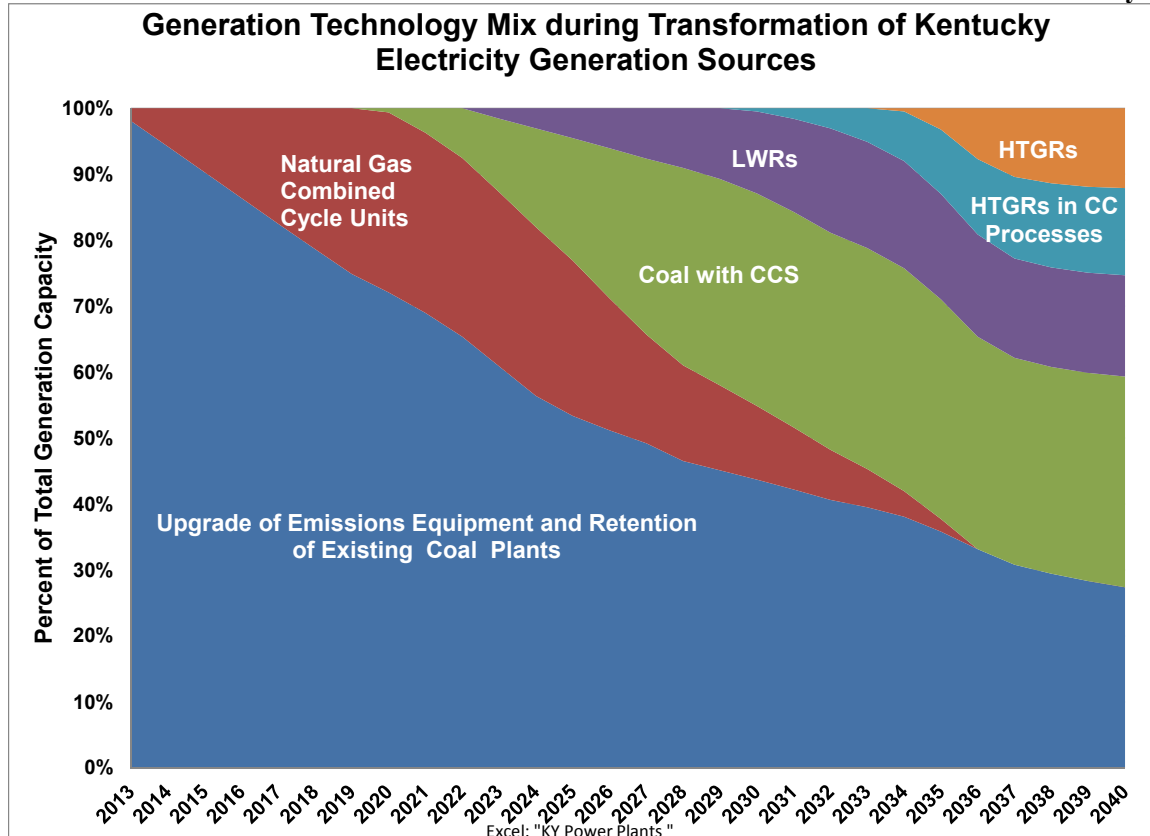 Generation Technology Mix during Transformation of Kentucky
Electricity Generation Sources
Percent of Total Generation Capacity
100%
90%
80%
70%
60%
50%
40%
30%
20%
10%
0%
Natural Gas
Combined
Cycle Units
LWRs
HTGRs
HTGRs in CC
Processes
Coal with CCS
Upgrade of Emissions Equipment and Retention
of Existing Coal Plants
2013
2014
2015
2016
2017
2018
2019
2020
2021
2022
2023
2024
2025
2026
2027
2028
2029
2030
2031
2032
2033
2034
2035
2036
2037
2038
2039
2040
Excel: "KY Power Plants "